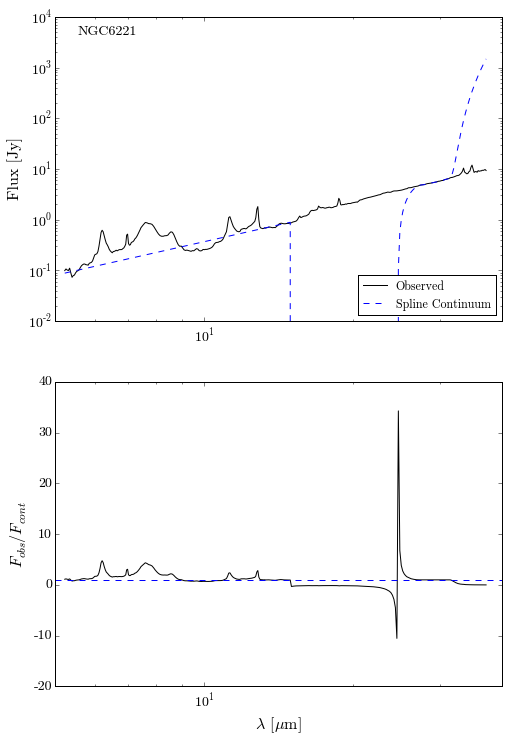 NGC6221
10^4
10^3
10^2
10^1
10^0
10^-1
10^-2
Flux [Jy]
Observed
Spline Continuum
10^1
40
30
20
10
0
-10
-20
F_obs/F_cont
10^1
λ [μm]